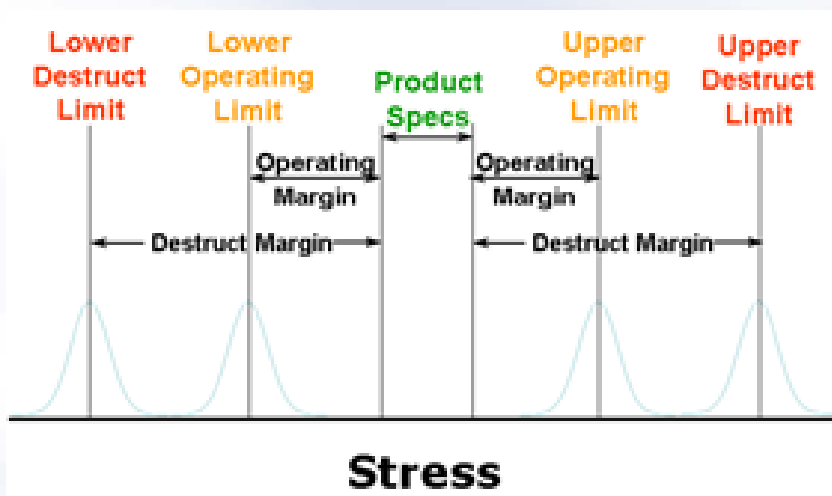 Lower
Destruct
Limit
Lower
Operating
Limit
Product
Specs
Upper
Operating
Limit
Upper
Destruct
Limit
Operating
Margin
Operating
Margin
Destruct Margin
Destruct Margin
Stress